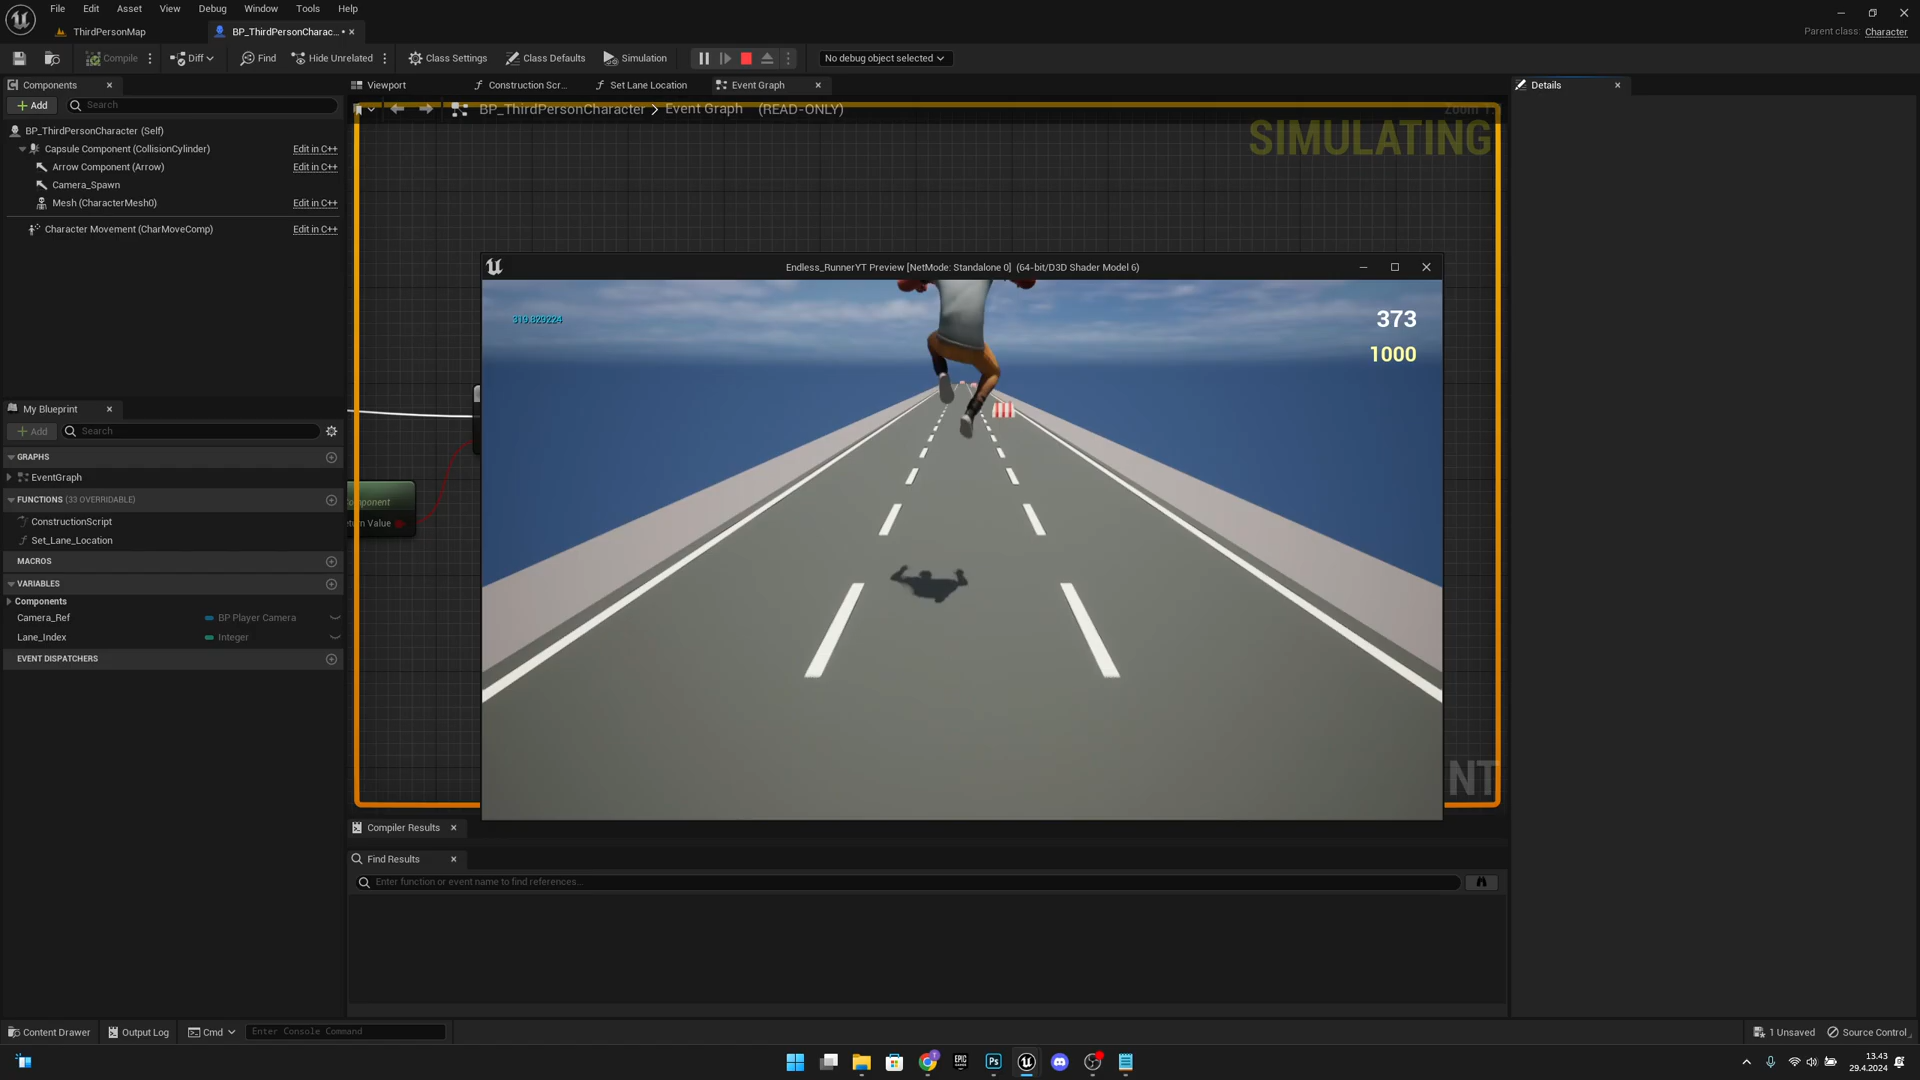 File Edit Asset View Window Debug Tools Help
ThirdPersonMap
BP_ThirdPersonCharac... •
Parent class: Character
Compile
Diff
Find
Hide Unrelated
Class Settings
Class Defaults
Simulation
No debug object selected
Components
Viewport
Construction Scr...
Set Lane Location
Event Graph
Details
Add
Search
BP_ThirdPersonCharacter > Event Graph (READ-ONLY)
SIMULATING
BP_ThirdPersonCharacter (Self)
Capsule Component (CollisionCylinder) Edit in C++
Arrow Component (Arrow) Edit in C++
Camera_Spawn
Mesh (CharacterMesh0) Edit in C++
Character Movement (CharMoveComp) Edit in C++
Endless_RunnerYT Preview [NetMode: Standalone 0] (64-bit/D3D Shader Model 6)
319.829224
373
1000
My Blueprint
Add
Search
GRAPHS
EventGraph
FUNCTIONS (33 OVERRIDABLE)
ConstructionScript
Set_Lane_Location
MACROS
VARIABLES
Components
Camera_Ref BP Player Camera
Lane_Index Integer
EVENT DISPATCHERS
NT
Compiler Results
Find Results
Enter function or event name to find references...
Content Drawer
Output Log
Cmd
Enter Console Command
1 Unsaved
Source Control
EPIC
Ps
13.43
29.4.2024